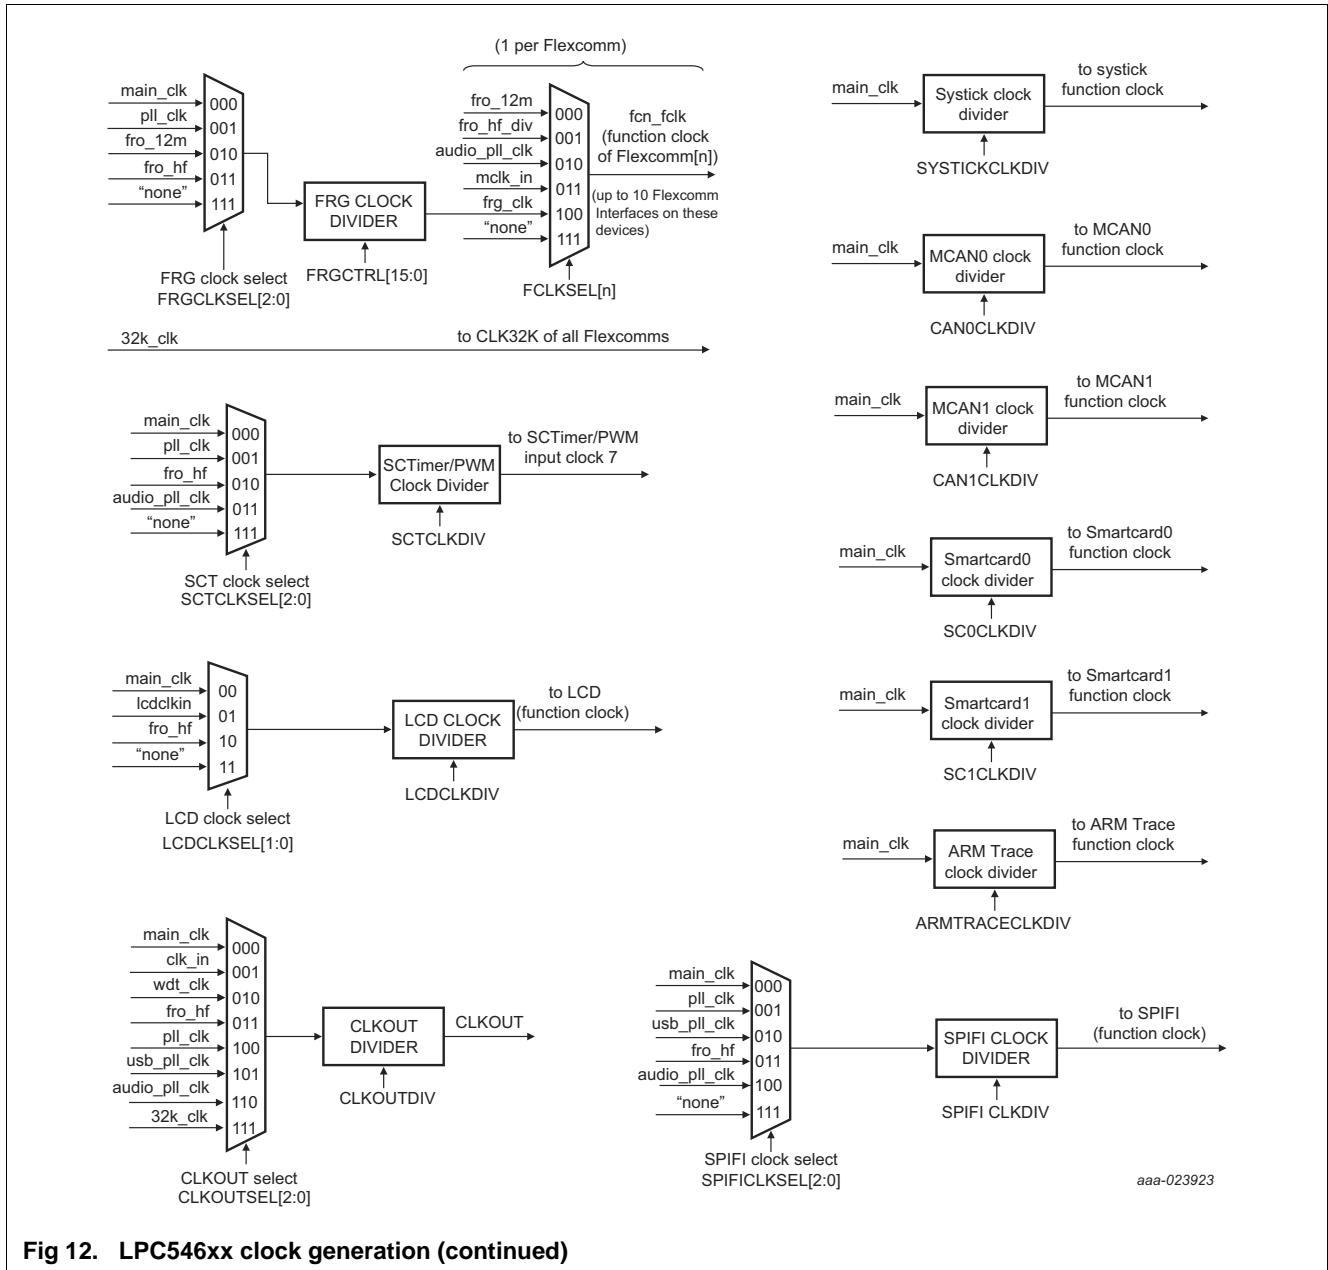 (1 per Flexcomm)
main_clk
000
pll_clk
001
fro_12m
010
fro_hf
011
“none”
111
FRG clock select
FRGCLKSEL[2:0]
FRG CLOCK
DIVIDER
FRGCTRL[15:0]
fro_12m
000
fro_hf_div
001
audio_pll_clk
010
mclk_in
011
frg_clk
100
“none”
111
FCLKSEL[n]
fcn_fclk
(function clock
of Flexcomm[n])
(up to 10 Flexcomm
Interfaces on these
devices)
32k_clk
to CLK32K of all Flexcomms
main_clk
000
pll_clk
001
fro_hf
010
audio_pll_clk
011
“none”
111
SCT clock select
SCTCLKSEL[2:0]
SCTimer/PWM
Clock Divider
SCTCLKDIV
to SCTimer/PWM
input clock 7
main_clk
00
lcdclkin
01
fro_hf
10
“none”
11
LCD clock select
LCDCLKSEL[1:0]
LCD CLOCK
DIVIDER
LCDCLKDIV
to LCD
(function clock)
main_clk
000
clk_in
001
wdt_clk
010
fro_hf
011
pll_clk
100
usb_pll_clk
101
audio_pll_clk
110
32k_clk
111
CLKOUT select
CLKOUTSEL[2:0]
CLKOUT
DIVIDER
CLKOUTDIV
CLKOUT
main_clk
Systick clock
divider
SYSTICKCLKDIV
to systick
function clock
main_clk
MCAN0 clock
divider
CAN0CLKDIV
to MCAN0
function clock
main_clk
MCAN1 clock
divider
CAN1CLKDIV
to MCAN1
function clock
main_clk
Smartcard0
clock divider
SC0CLKDIV
to Smartcard0
function clock
main_clk
Smartcard1
clock divider
SC1CLKDIV
to Smartcard1
function clock
main_clk
ARM Trace
clock divider
ARMTRACECLKDIV
to ARM Trace
function clock
main_clk
000
pll_clk
001
usb_pll_clk
010
fro_hf
011
audio_pll_clk
100
“none”
111
SPIFI clock select
SPIFICLKSEL[2:0]
SPIFI CLOCK
DIVIDER
SPIFI CLKDIV
to SPIFI
(function clock)
aaa-023923
Fig 12. LPC546xx clock generation (continued)